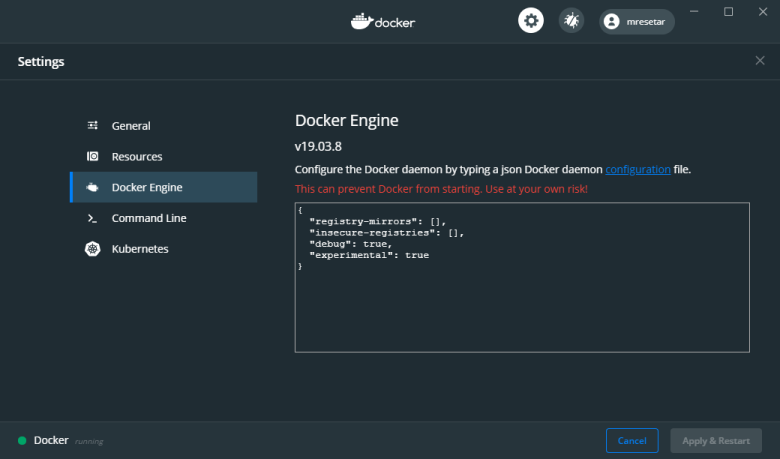 docker
mresetar
Settings
General
Resources
Docker Engine
Command Line
Kubernetes
Docker Engine
v19.03.8
Configure the Docker daemon by typing a json Docker daemon configuration file.
This can prevent Docker from starting. Use at your own risk!
{
  "registry-mirrors": [],
  "insecure-registries": [],
  "debug": true,
  "experimental": true
}
Docker running
Cancel
Apply & Restart